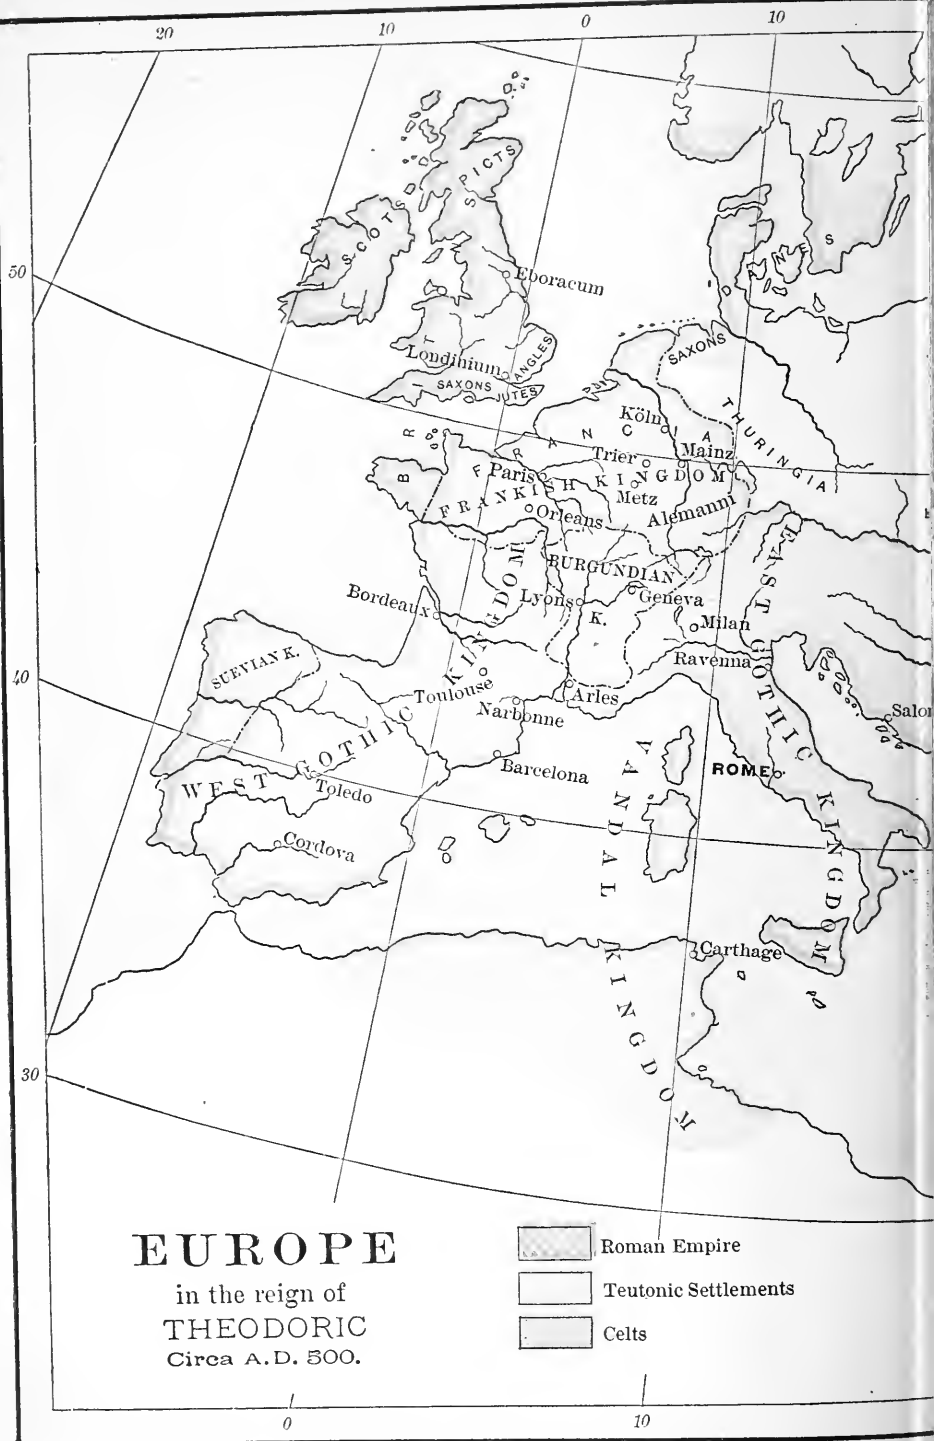 20 10 0 10
50
40
30
SCOTS
PICTS
S
Eboracum
Londinium
ANGLES
SAXONS
JUTES
T
I
R
B
DANES
SAXONS
THURINGIA
FRANCIA
Köln
Mainz
Trier
Paris
FRANKISH KINGDOM
Metz
Orleans
Alemanni
BURGUNDIAN
K.
Lyons
Geneva
Milan
Bordeaux
Ravenna
SUEVIAN K.
Toulouse
Arles
Narbonne
Salon
WEST GOTHIC KINGDOM
Barcelona
Toledo
Cordova
ROME
EAST GOTHIC KINGDOM
VANDAL KINGDOM
Carthage
EUROPE
in the reign of
THEODORIC
Circa A.D. 500.
Roman Empire
Teutonic Settlements
Celts
0 10